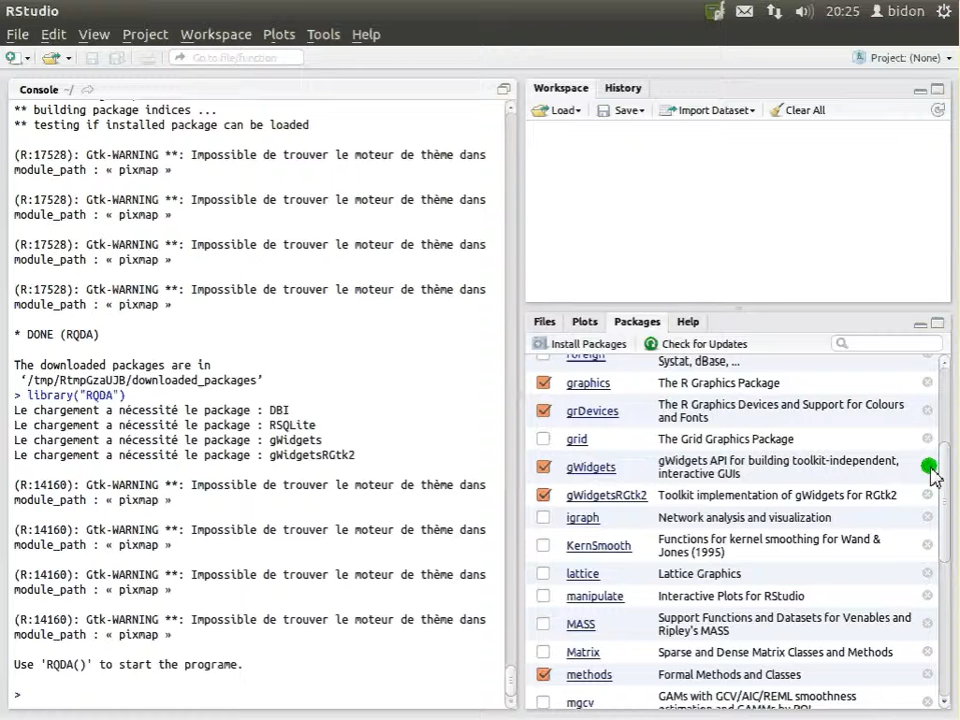 RStudio
20:25
bidon
File Edit View Project Workspace Plots Tools Help
Go to file/function
Project: (None)
Console ~/
** building package indices ...
** testing if installed package can be loaded
(R:17528): Gtk-WARNING **: Impossible de trouver le moteur de thème dans
module_path : « pixmap »
(R:17528): Gtk-WARNING **: Impossible de trouver le moteur de thème dans
module_path : « pixmap »
(R:17528): Gtk-WARNING **: Impossible de trouver le moteur de thème dans
module_path : « pixmap »
(R:17528): Gtk-WARNING **: Impossible de trouver le moteur de thème dans
module_path : « pixmap »
* DONE (RQDA)
The downloaded packages are in
‘/tmp/RtmpGzaUJB/downloaded_packages’
> library("RQDA")
Le chargement a nécessité le package : DBI
Le chargement a nécessité le package : RSQLite
Le chargement a nécessité le package : gWidgets
Le chargement a nécessité le package : gWidgetsRGtk2
(R:14160): Gtk-WARNING **: Impossible de trouver le moteur de thème dans
module_path : « pixmap »
(R:14160): Gtk-WARNING **: Impossible de trouver le moteur de thème dans
module_path : « pixmap »
(R:14160): Gtk-WARNING **: Impossible de trouver le moteur de thème dans
module_path : « pixmap »
(R:14160): Gtk-WARNING **: Impossible de trouver le moteur de thème dans
module_path : « pixmap »
Use 'RQDA()' to start the programe.
>
Workspace History
Load Save Import Dataset Clear All
Files Plots Packages Help
Install Packages Check for Updates
foreign Systat, dBase, ...
graphics The R Graphics Package
grDevices The R Graphics Devices and Support for Colours
and Fonts
grid The Grid Graphics Package
gWidgets gWidgets API for building toolkit-independent,
interactive GUIs
gWidgetsRGtk2 Toolkit implementation of gWidgets for RGtk2
igraph Network analysis and visualization
KernSmooth Functions for kernel smoothing for Wand &
Jones (1995)
lattice Lattice Graphics
manipulate Interactive Plots for RStudio
MASS Support Functions and Datasets for Venables and
Ripley's MASS
Matrix Sparse and Dense Matrix Classes and Methods
methods Formal Methods and Classes
mgcv GAMs with GCV/AIC/REML smoothness
estimation and GAMMs by PQL